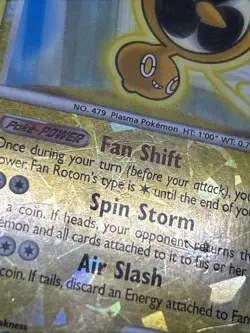 NO. 479 Plasma Pokémon. HT: 1'00" WT: 0.7
Poké-POWER Fan Shift
Once during your turn (before your attack), you
Fan Rotom's type is until the end of yo
Spin Storm
a coin. If heads, your opponent returns th
and all cards attached to it to his or her
Air Slash
coin. If tails, discard an Energy attached to Fan